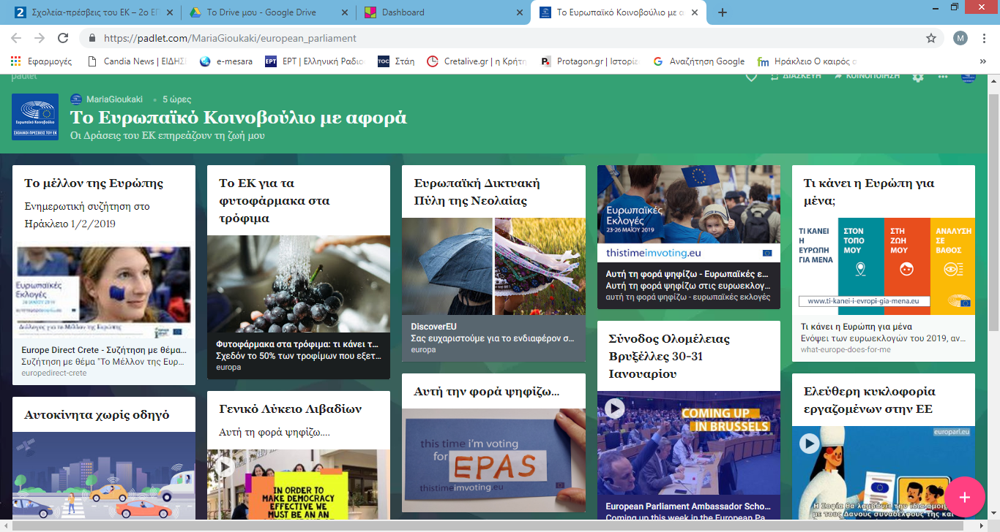 Σχολεία-πρέσβεις του ΕΚ – 2ο ΕΠ
Το Drive μου - Google Drive
Dashboard
Το Ευρωπαϊκό Κοινοβούλιο με α
https://padlet.com/MariaGioukaki/european_parliament
M
Εφαρμογές
Candia News | ΕΙΔΗΣ
e-mesara
ΕΡΤ | Ελληνική Ραδιο
TOC
Στάη
Cretalive.gr | η Κρήτη
Protagon.gr | Ιστορίε
Αναζήτηση Google
Ηράκλειο Ο καιρός σ
padlet
ΔΙΑΣΚΕΥΗ
ΚΟΙΝΟΠΟΙΗΣΗ
MariaGioukaki • 5 ώρες
Το Ευρωπαϊκό Κοινοβούλιο με αφορά
Οι Δράσεις του ΕΚ επηρεάζουν τη ζωή μου
Ευρωπαϊκό Κοινοβούλιο
ΣΧΟΛΙΚΟΙ ΠΡΕΣΒΕΙΣ ΤΟΥ ΕΚ
Το μέλλον της Ευρώπης
Ενημερωτική συζήτηση στο
Ηράκλειο 1/2/2019
Ευρωπαϊκές
Εκλογές
Διάλογος για το Μέλλον της Ευρώπης
Europe Direct Crete - Συζήτηση με θέμα...
Συζήτηση με θέμα "Το Μέλλον της Ευρ...
europedirect-crete
Αυτοκίνητα χωρίς οδηγό
Το ΕΚ για τα
φυτοφάρμακα στα
τρόφιμα
Φυτοφάρμακα στα τρόφιμα: τι κάνει τ...
Σχεδόν το 50% των τροφίμων που εξετ...
europa
Γενικό Λύκειο Λιβαδίων
Αυτή τη φορά ψηφίζω....
IN ORDER TO
MAKE DEMOCRACY
EFFECTIVE WE
MUST BE AN AN
Ευρωπαϊκή Δικτυακή
Πύλη της Νεολαίας
DiscoverEU
Σας ευχαριστούμε για το ενδιαφέρον σ...
europa
Αυτή την φορά ψηφίζω...
this time i'm voting
for
EPAS
thistimeimvoting.eu
Ευρωπαϊκές
Εκλογές
23-26 ΜΑΪΟΥ 2019
thistimeimvoting.eu
Αυτή τη φορά ψηφίζω - Ευρωπαϊκές ε...
Αυτή τη φορά ψηφίζω στις ευρωεκλογ...
αυτή τη φορά ψηφίζω - ευρωπαϊκές εκλογές
Σύνοδος Ολομέλειας
Βρυξέλλες 30-31
Ιανουαρίου
COMING UP
IN BRUSSELS
European Parliament Ambassador Scho...
Coming up this week in the European Pa...
Τι κάνει η Ευρώπη για
μένα;
ΤΙ ΚΑΝΕΙ
Η
ΕΥΡΩΠΗ
ΓΙΑ ΜΕΝΑ
ΣΤΟΝ
ΤΟΠΟ
ΜΟΥ
ΣΤΗ
ΖΩΗ
ΜΟΥ
ΑΝΑΛΥΣΗ
ΣΕ
ΒΑΘΟΣ
www.ti-kanei-i-evropi-gia-mena.eu
Τι κάνει η Ευρώπη για μένα
Ενόψει των ευρωεκλογών του 2019, αν...
what-europe-does-for-me
Ελεύθερη κυκλοφορία
εργαζομένων στην ΕΕ
europarl.eu
Η Σοφία θα λαμβάνει την ίδια αμοιβή
με τους Δανούς συναδέλφους της και